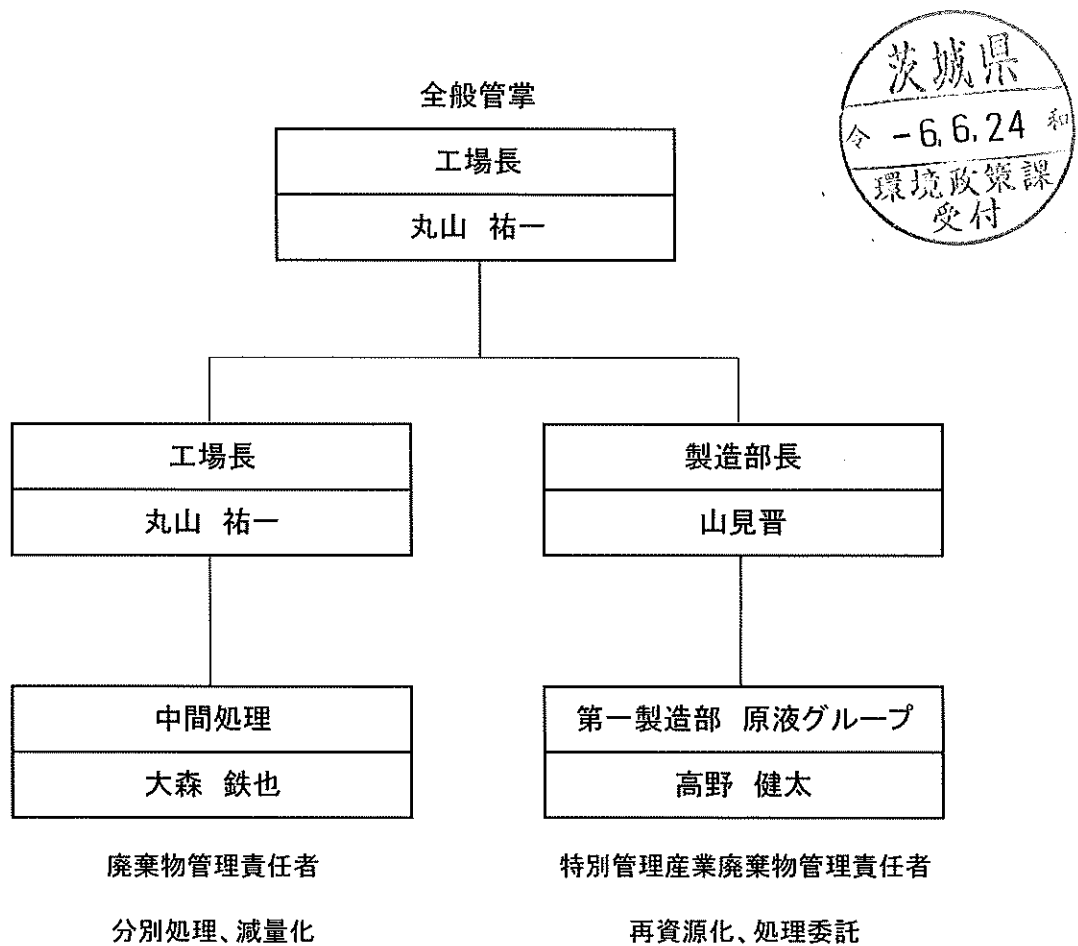 茨城県
令 -6.6.24 和
環境政策課
受付
全般管掌
工場長
丸山 祐一
工場長
丸山 祐一
製造部長
山見晋
中間処理
大森 鉄也
第一製造部 原液グループ
高野 健太
廃棄物管理責任者
特別管理産業廃棄物管理責任者
分別処理、減量化
再資源化、処理委託